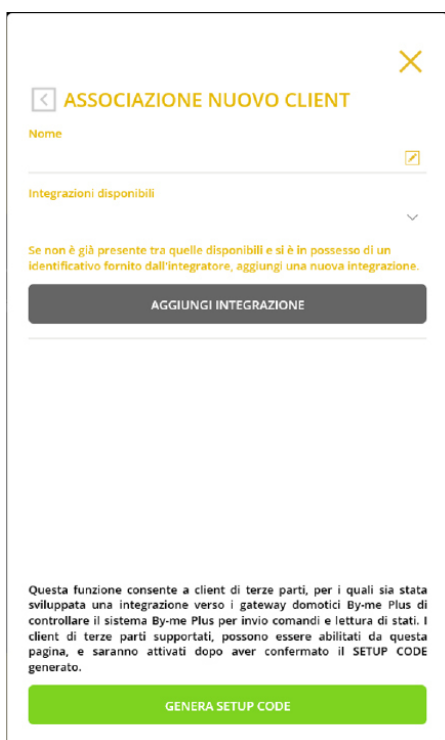 ASSOCIAZIONE NUOVO CLIENT
Nome
Integrazioni disponibili
Se non è già presente tra quelle disponibili e si è in possesso di un
identificativo fornito dall'integratore, aggiungi una nuova integrazione.
AGGIUNGI INTEGRAZIONE
Questa funzione consente a client di terze parti, per i quali sia stata
sviluppata una integrazione verso i gateway domotici By-me Plus di
controllare il sistema By-me Plus per invio comandi e lettura di stati. I
client di terze parti supportati, possono essere abilitati da questa
pagina, e saranno attivati dopo aver confermato il SETUP CODE
generato.
GENERA SETUP CODE